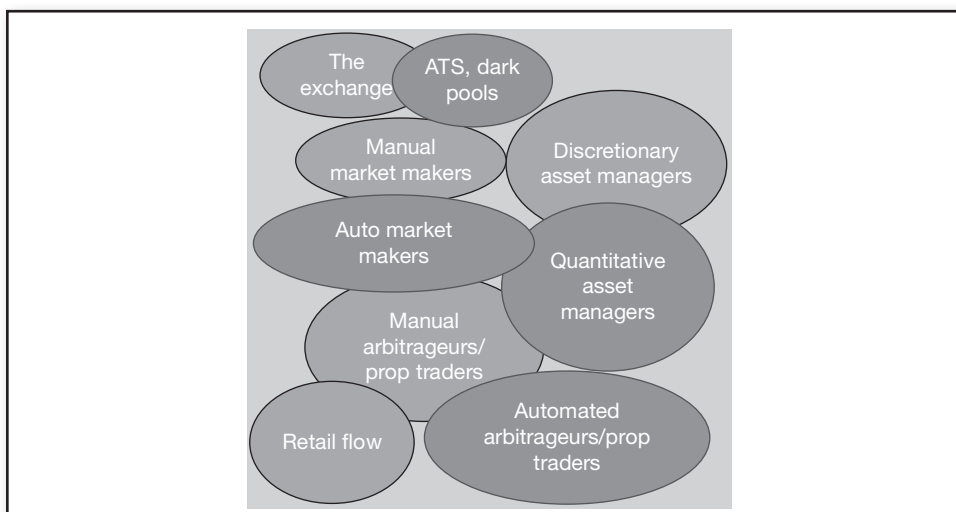 The
exchange
ATS, dark
pools
Manual
market makers
Discretionary
asset managers
Auto market
makers
Quantitative
asset
managers
Manual
arbitrageurs/
prop traders
Retail flow
Automated
arbitrageurs/prop
traders